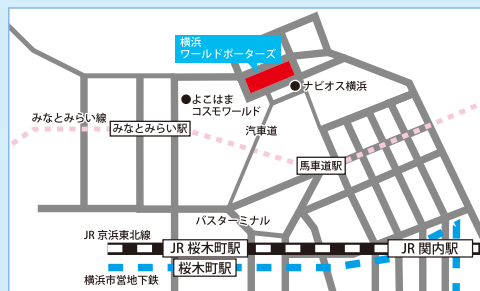 横浜
ワールドポーターズ
ナビオス横浜
よこはま
コスモワールド
みなとみらい線
みなとみらい駅
汽車道
馬車道駅
バスターミナル
JR 京浜東北線
JR 桜木町駅
JR 関内駅
桜木町駅
横浜市営地下鉄